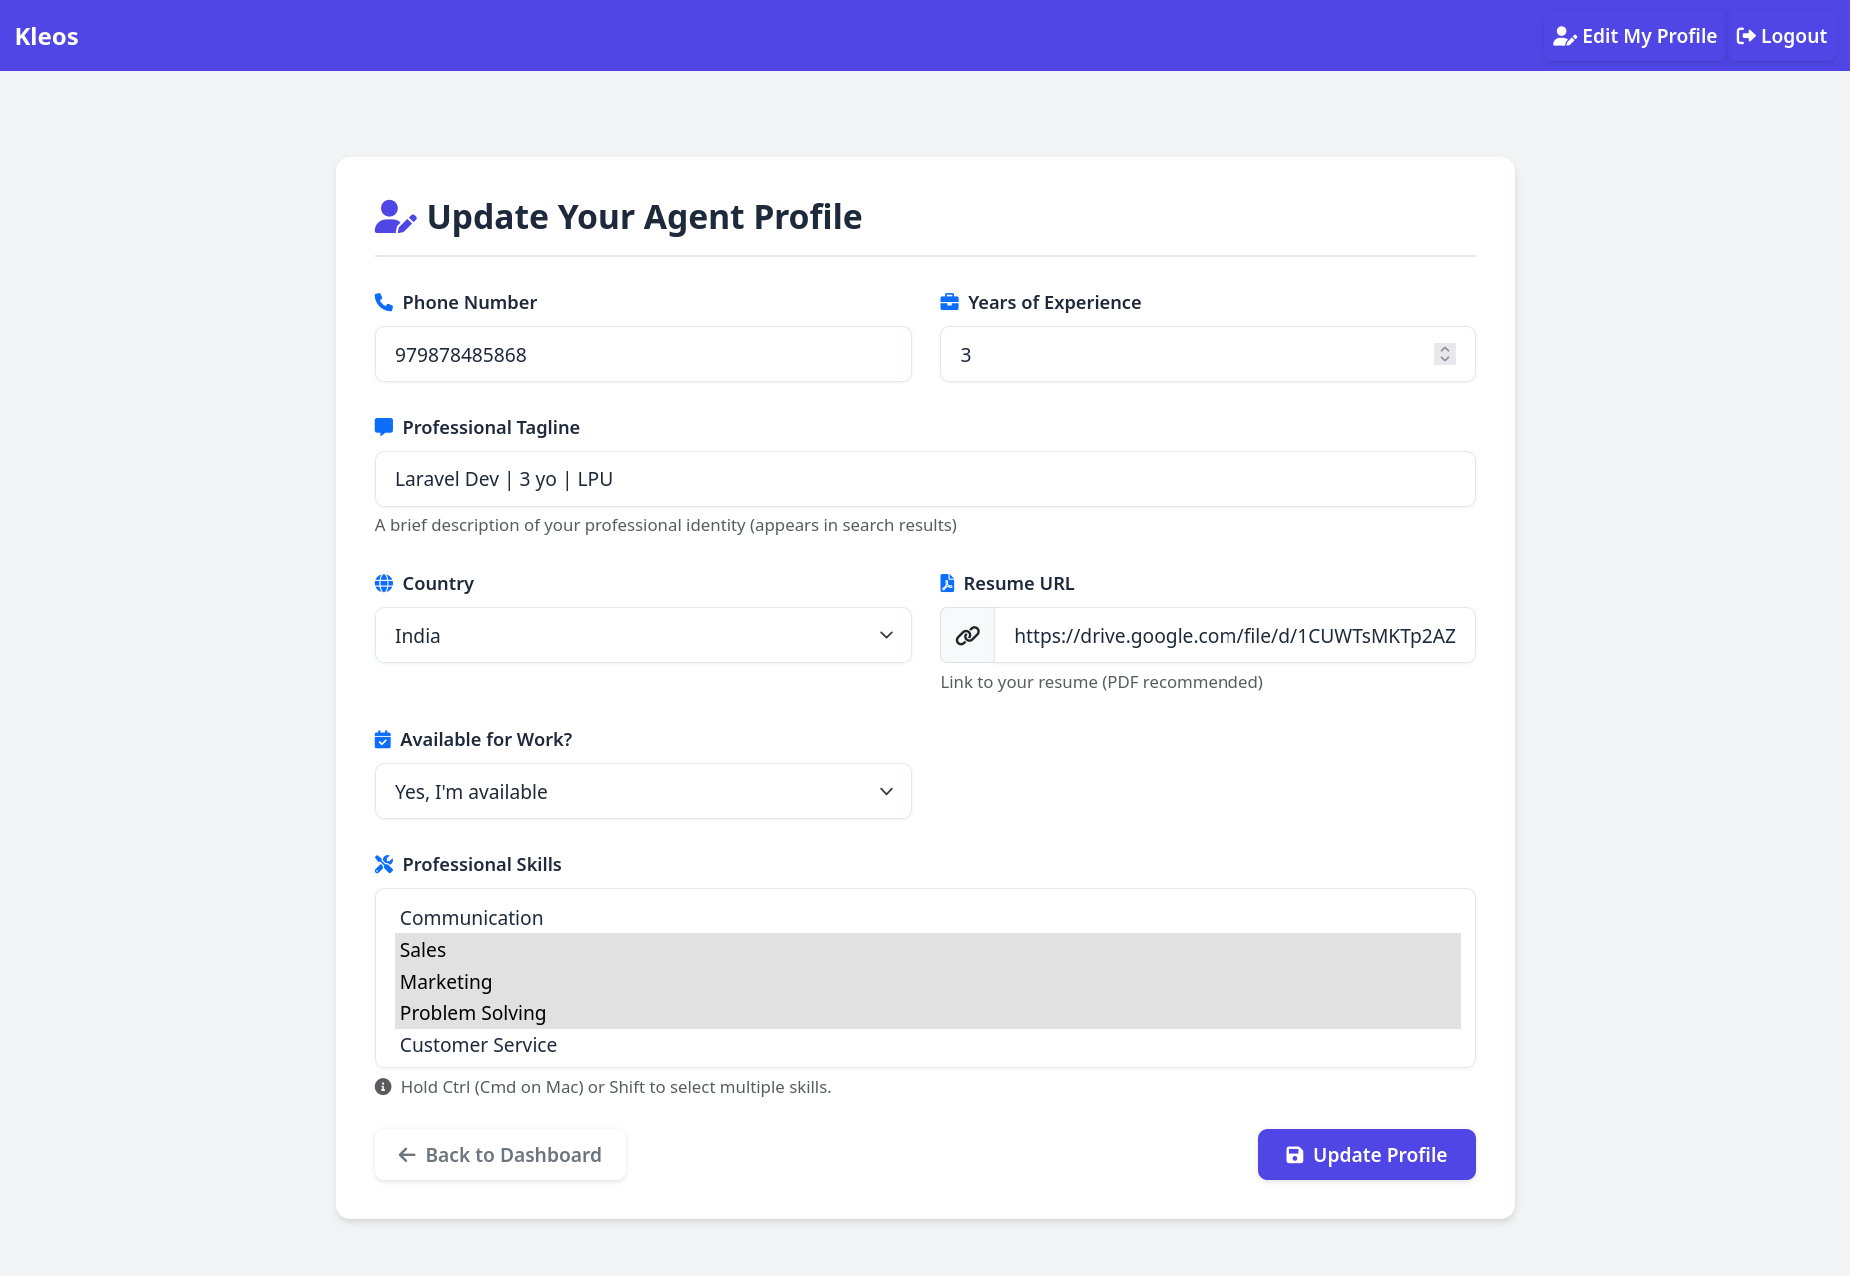 Kleos
Edit My Profile
Logout
Update Your Agent Profile
Phone Number
Years of Experience
979878485868
3
Professional Tagline
Laravel Dev | 3 yo | LPU
A brief description of your professional identity (appears in search results)
Country
Resume URL
India
https://drive.google.com/file/d/1CUWTsMKTp2AZ
Link to your resume (PDF recommended)
Available for Work?
Yes, I'm available
Professional Skills
Communication
Sales
Marketing
Problem Solving
Customer Service
Hold Ctrl (Cmd on Mac) or Shift to select multiple skills.
Back to Dashboard
Update Profile